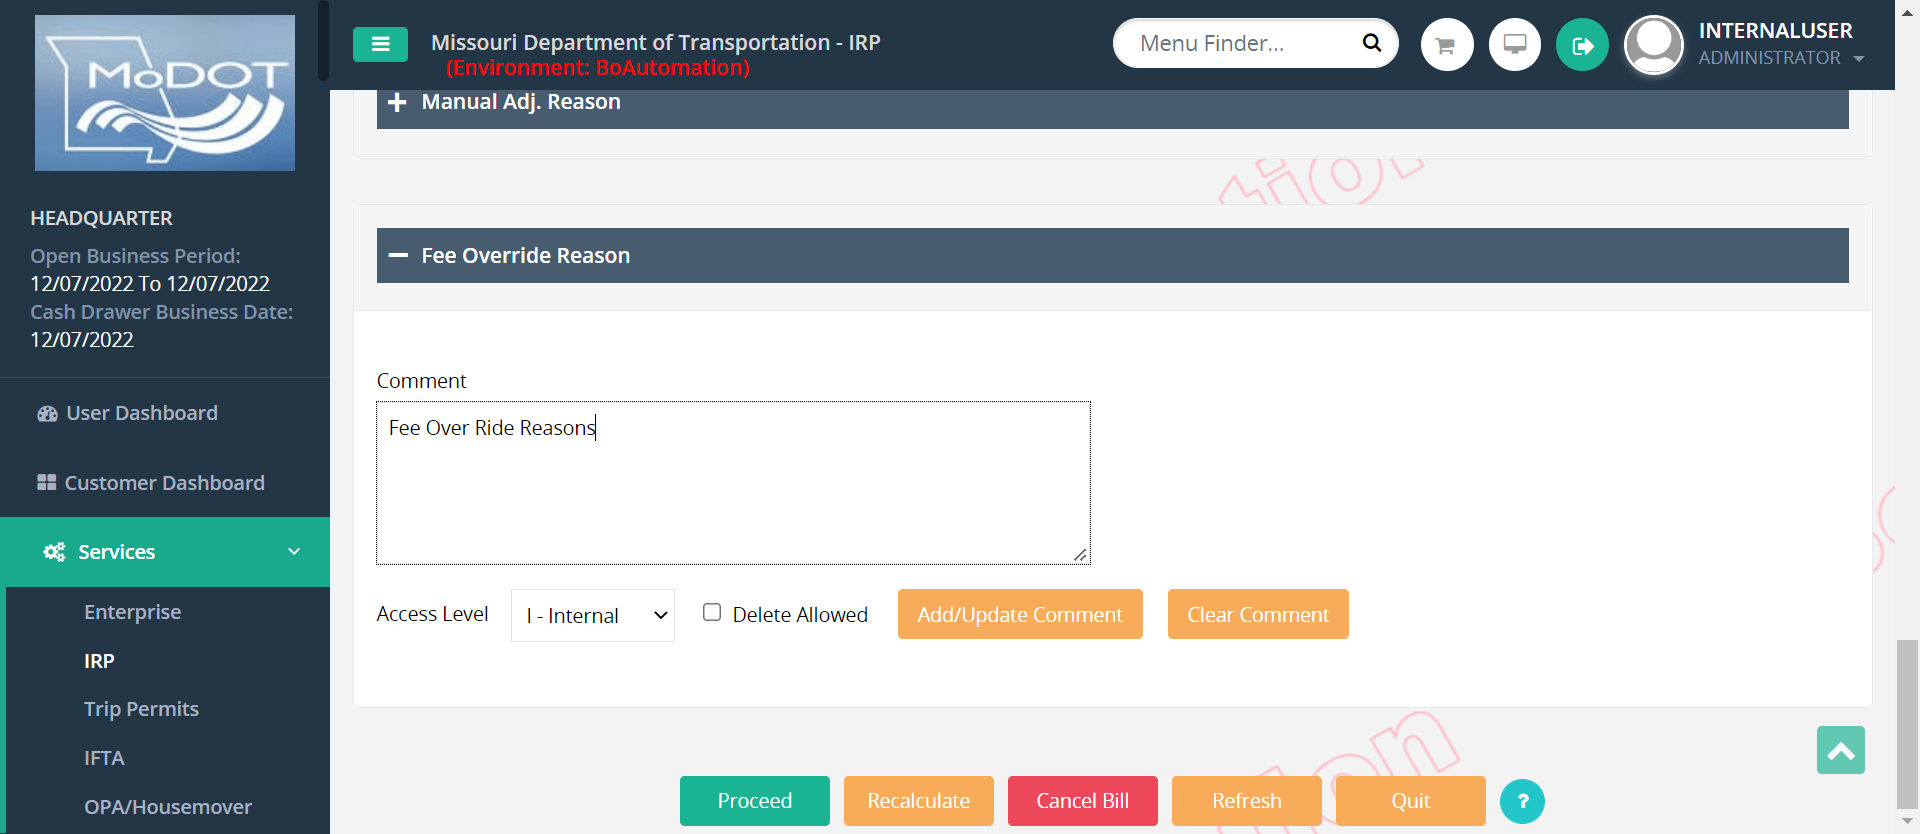 MoDOT
HEADQUARTER
Open Business Period:
12/07/2022 To 12/07/2022
Cash Drawer Business Date:
12/07/2022
User Dashboard
Customer Dashboard
Services
Enterprise
IRP
Trip Permits
IFTA
OPA/Housemover
Missouri Department of Transportation - IRP
(Environment: BoAutomation)
Menu Finder...
INTERNALUSER
ADMINISTRATOR
Manual Adj. Reason
Fee Override Reason
Comment
Fee Over Ride Reasons
Access Level
I - Internal
Delete Allowed
Add/Update Comment
Clear Comment
Proceed
Recalculate
Cancel Bill
Refresh
Quit
?